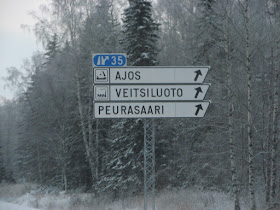 35
AJOS
VEITSILUOTO
PEURASAARI